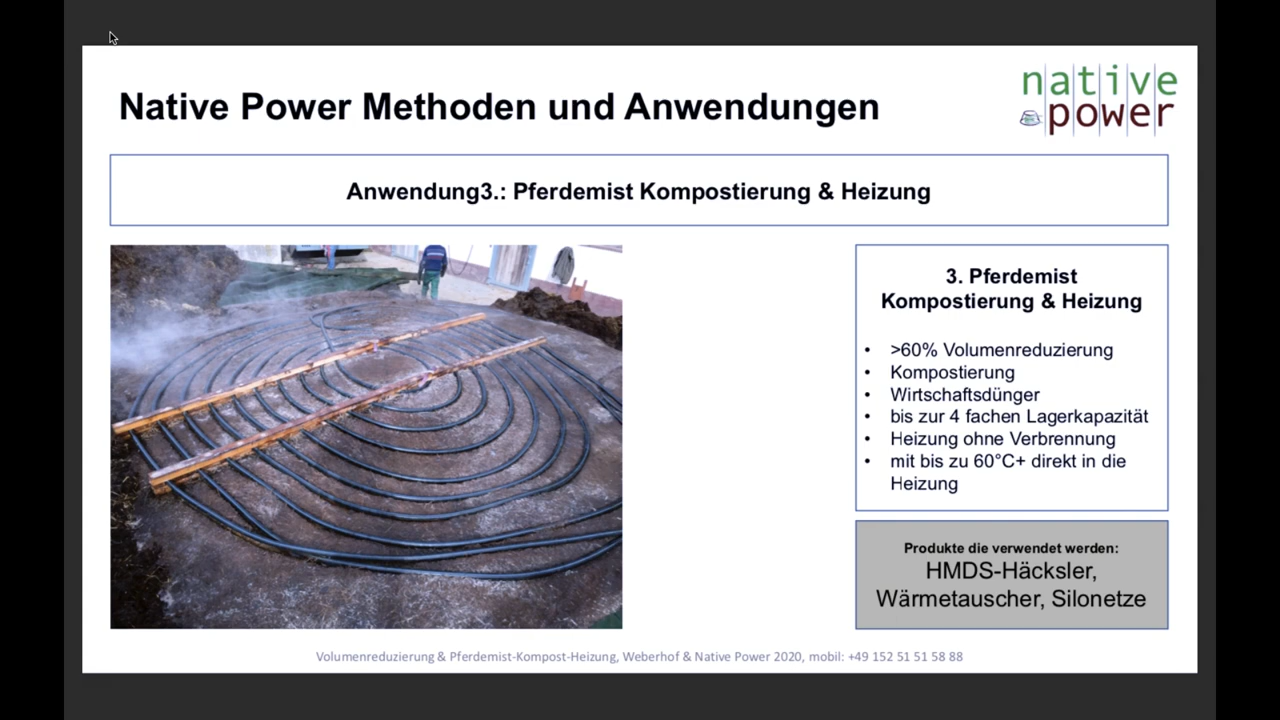 Native Power Methoden und Anwendungen
native
power
Anwendung3.: Pferdemist Kompostierung & Heizung
3. Pferdemist
Kompostierung & Heizung
• >60% Volumenreduzierung
• Kompostierung
• Wirtschaftsdünger
• bis zur 4 fachen Lagerkapazität
• Heizung ohne Verbrennung
• mit bis zu 60°C+ direkt in die
Heizung
Produkte die verwendet werden:
HMDS-Häcksler,
Wärmetauscher, Silonetze
Volumenreduzierung & Pferdemist-Kompost-Heizung, Weberhof & Native Power 2020, mobil: +49 152 51 51 58 88